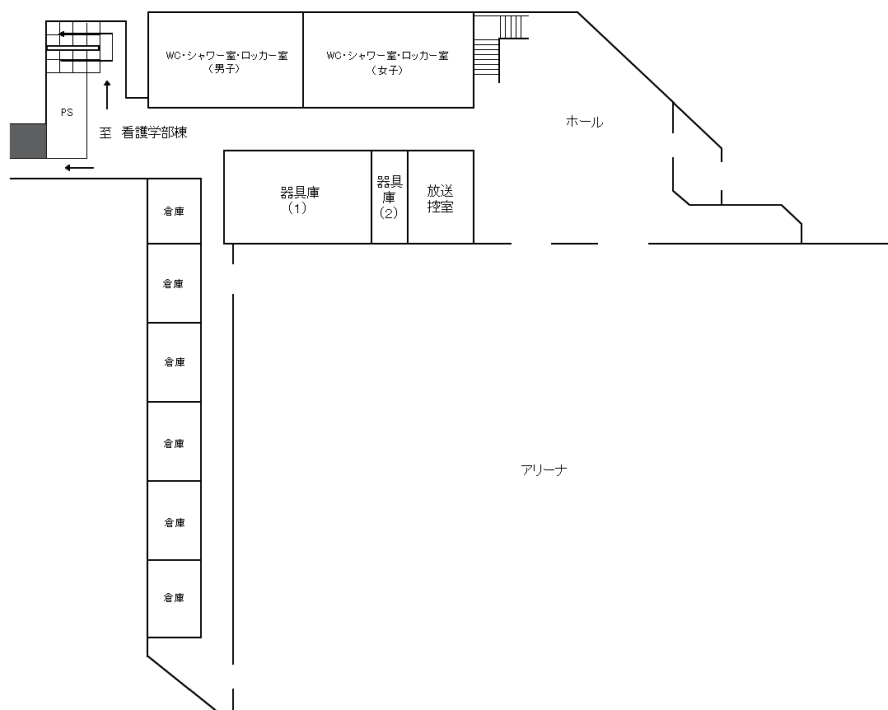 WC・シャワー室・ロッカー室
（男子）
WC・シャワー室・ロッカー室
（女子）
PS
至 看護学部棟
ホール
器具庫
(1)
器具
庫
(2)
放送
控室
倉庫
倉庫
倉庫
倉庫
倉庫
倉庫
アリーナ